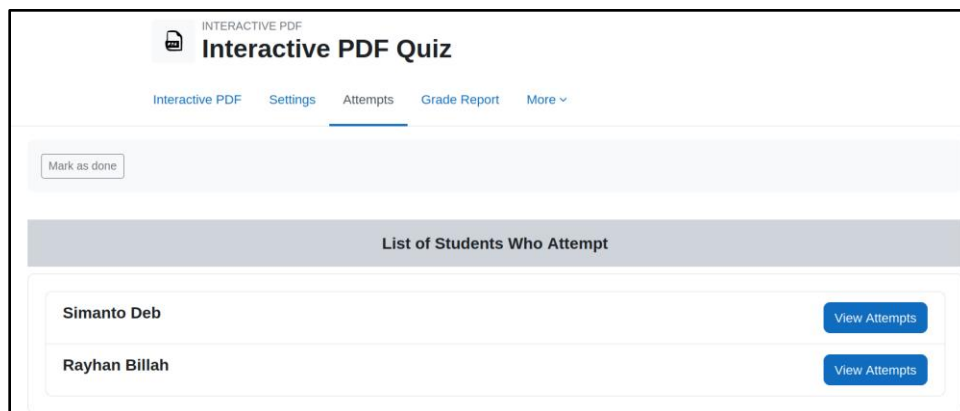 INTERACTIVE PDF
Interactive PDF Quiz
Interactive PDF Settings Attempts Grade Report More
Mark as done
List of Students Who Attempt
Simanto Deb View Attempts
Rayhan Billah View Attempts